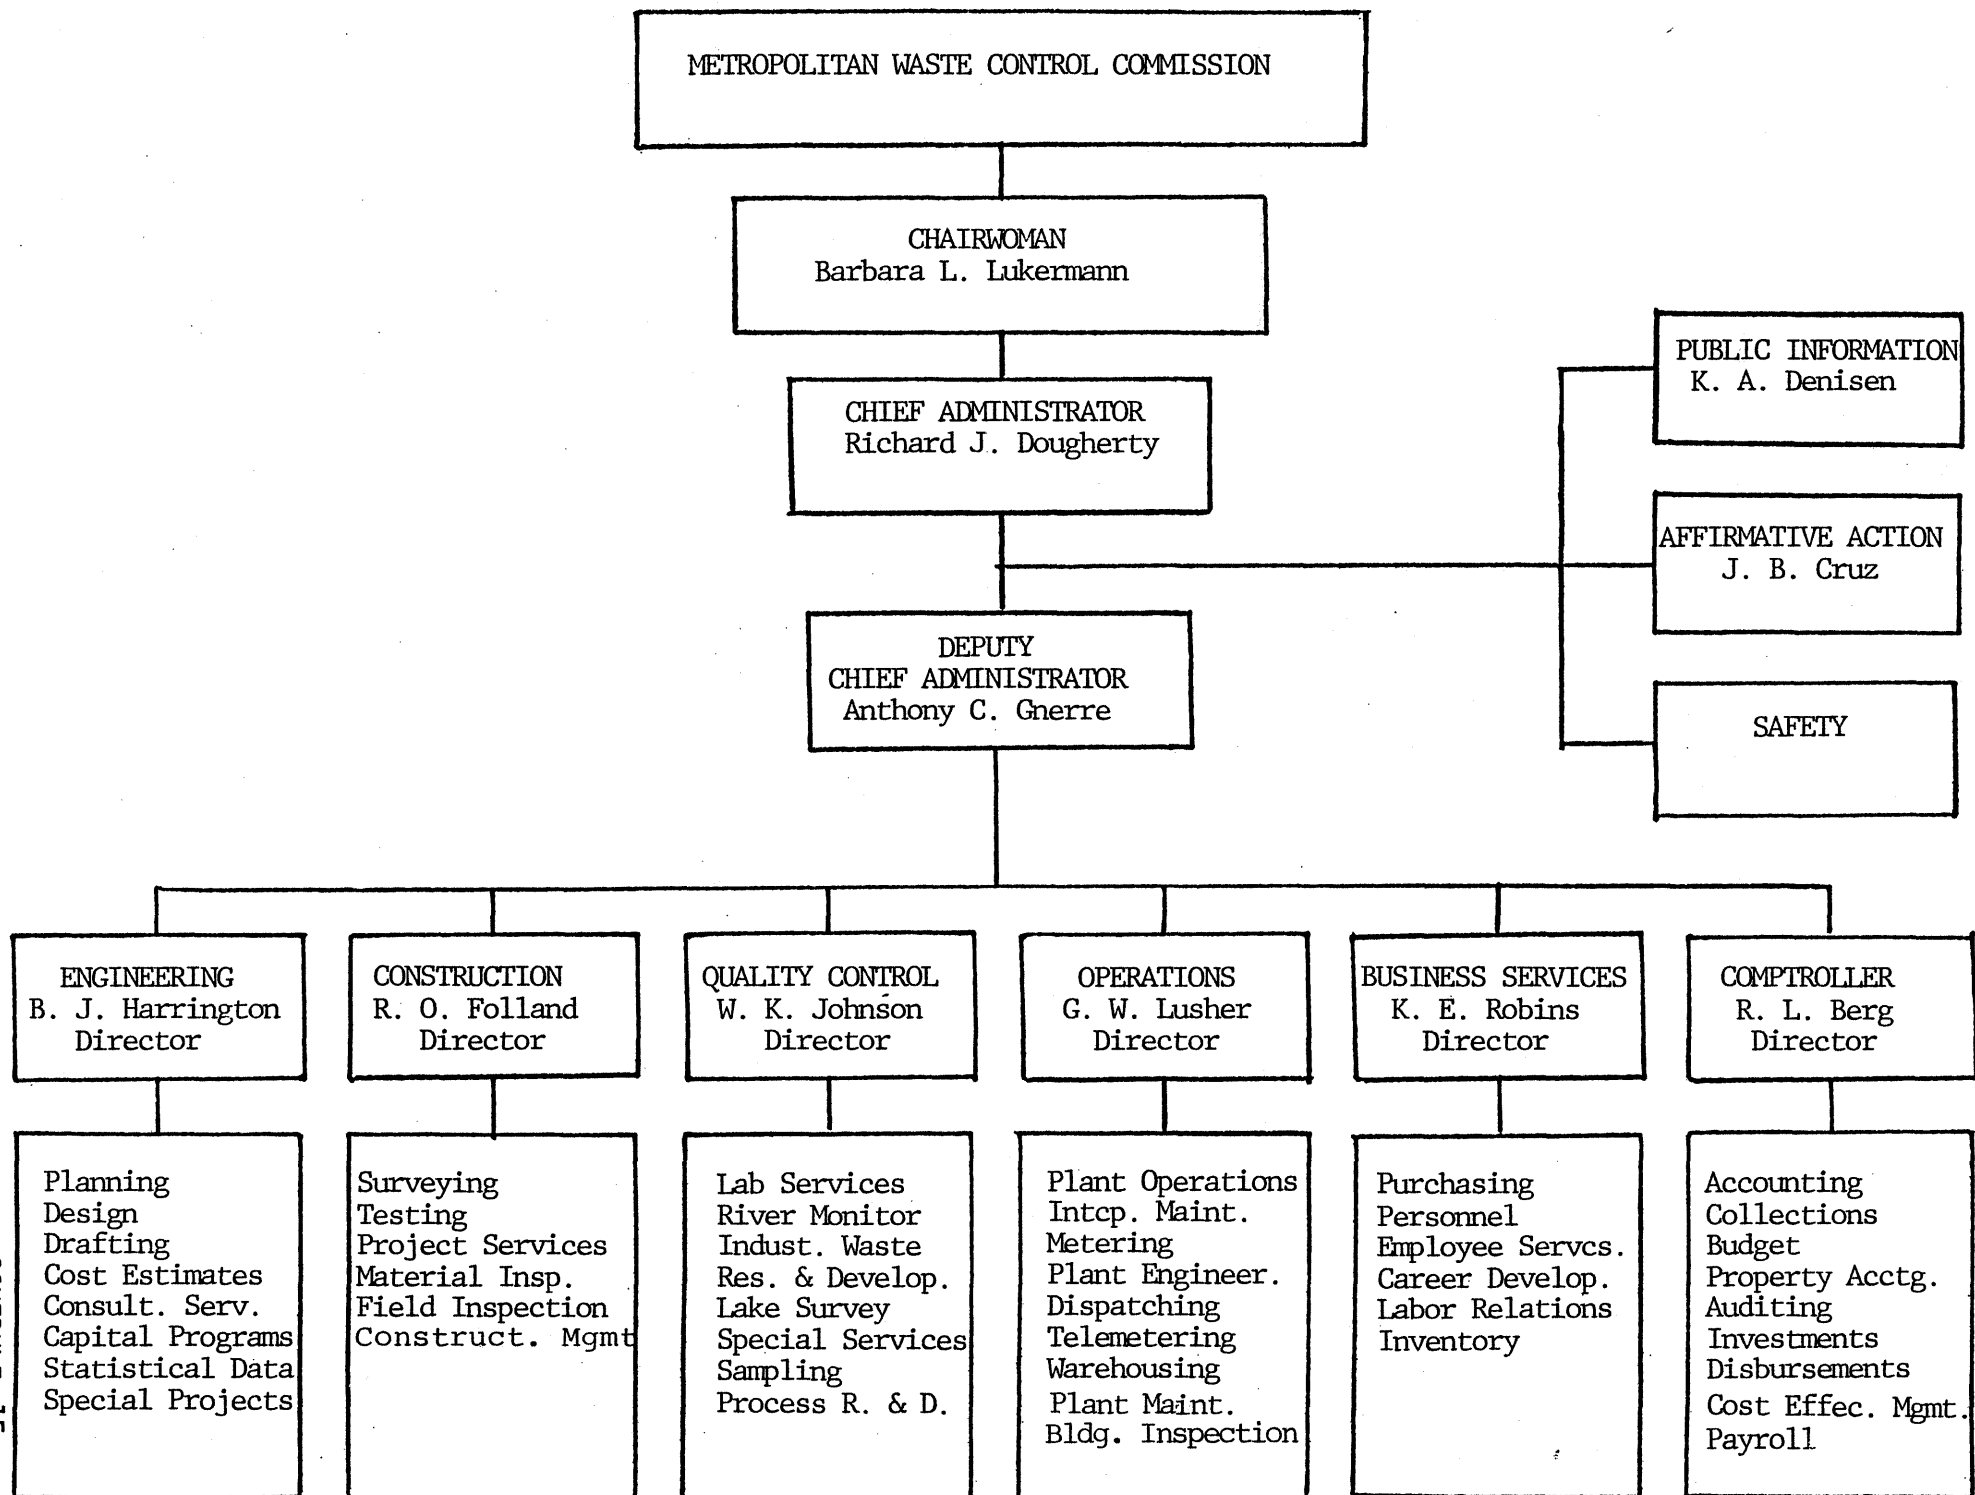 METROPOLITAN WASTE CONTROL COMMISSION
CHAIRWOMAN
Barbara L. Lukermann
CHIEF ADMINISTRATOR
Richard J. Dougherty
PUBLIC INFORMATION
K. A. Denisen
AFFIRMATIVE ACTION
J. B. Cruz
DEPUTY
CHIEF ADMINISTRATOR
Anthony C. Gnerre
SAFETY
ENGINEERING
B. J. Harrington
Director
CONSTRUCTION
R. O. Folland
Director
QUALITY CONTROL
W. K. Johnson
Director
OPERATIONS
G. W. Lusher
Director
BUSINESS SERVICES
K. E. Robins
Director
COMPTROLLER
R. L. Berg
Director
Planning
Design
Drafting
Cost Estimates
Consult. Serv.
Capital Programs
Statistical Data
Special Projects
Surveying
Testing
Project Services
Material Insp.
Field Inspection
Construct. Mgmt
Lab Services
River Monitor
Indust. Waste
Res. & Develop.
Lake Survey
Special Services
Sampling
Process R. & D.
Plant Operations
Intcp. Maint.
Metering
Plant Engineer.
Dispatching
Telemetering
Warehousing
Plant Maint.
Bldg. Inspection
Purchasing
Personnel
Employee Servcs.
Career Develop.
Labor Relations
Inventory
Accounting
Collections
Budget
Property Acctg.
Auditing
Investments
Disbursements
Cost Effec. Mgmt.
Payroll